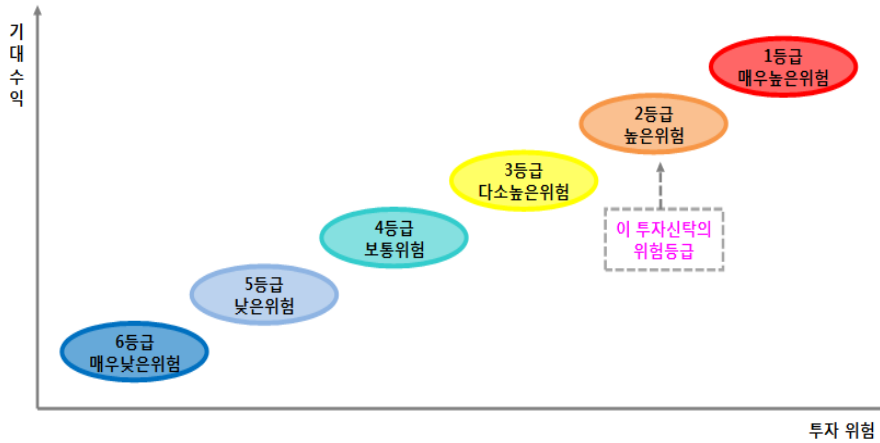 기대수익
1등급
매우높은위험
2등급
높은위험
3등급
다소높은위험
이 투자신탁의
위험등급
4등급
보통위험
5등급
낮은위험
6등급
매우낮은위험
투자 위험